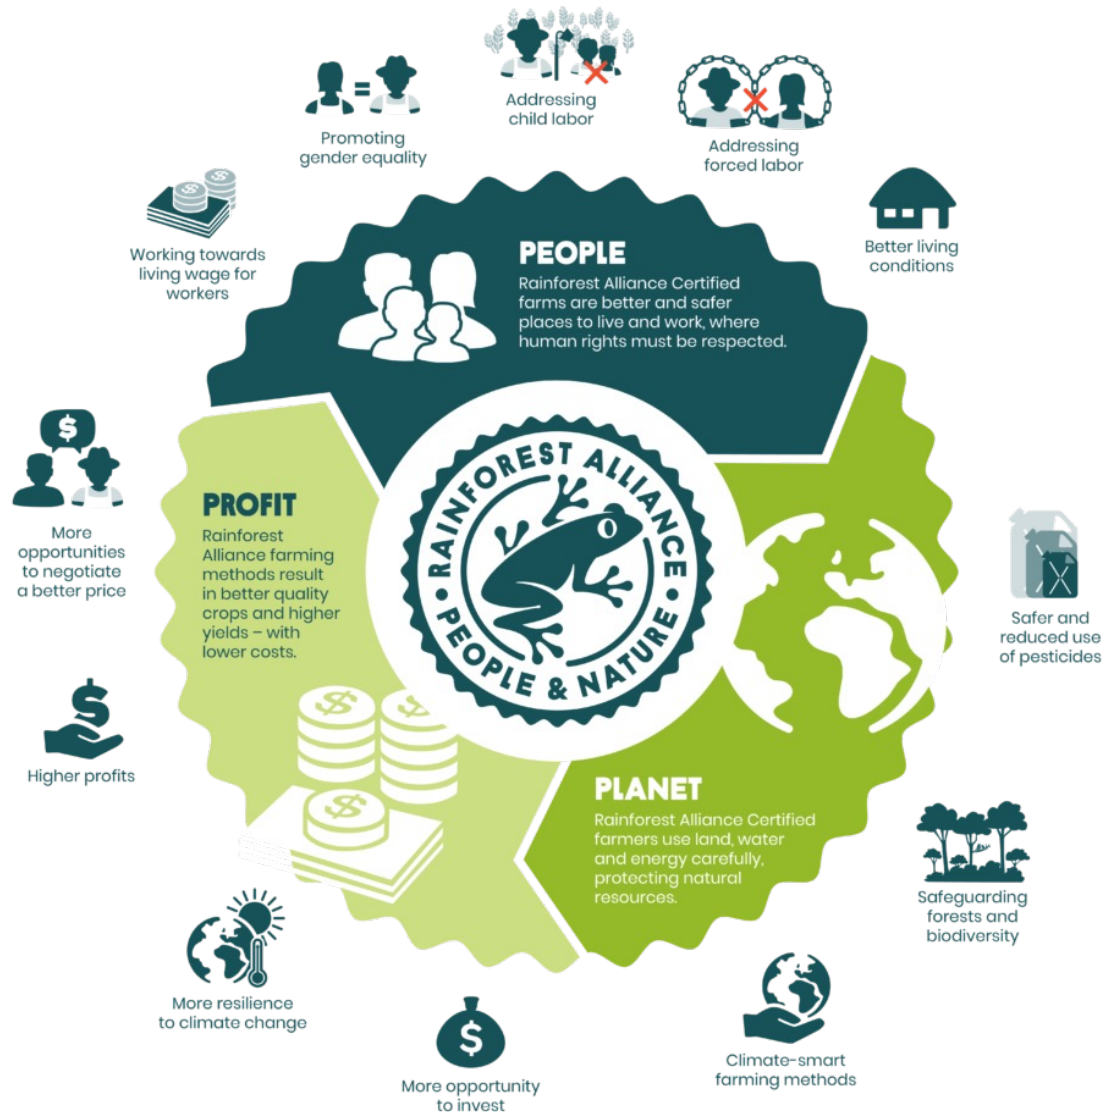 Addressing
child labor
Promoting
gender equality
Addressing
forced labor
Working towards
living wage for
workers
Better living
conditions
PEOPLE
Rainforest Alliance Certified
farms are better and safer
places to live and work, where
human rights must be respected.
$
More
opportunities
to negotiate
a better price
PROFIT
Rainforest
Alliance farming
methods result
in better quality
crops and higher
yields – with
lower costs.
RAINFOREST ALLIANCE
• PEOPLE & NATURE •
Safer and
reduced use
of pesticides
$
Higher profits
$
$
$
PLANET
Rainforest Alliance Certified
farmers use land, water
and energy carefully,
protecting natural
resources.
Safeguarding
forests and
biodiversity
More resilience
to climate change
$
More opportunity
to invest
Climate-smart
farming methods